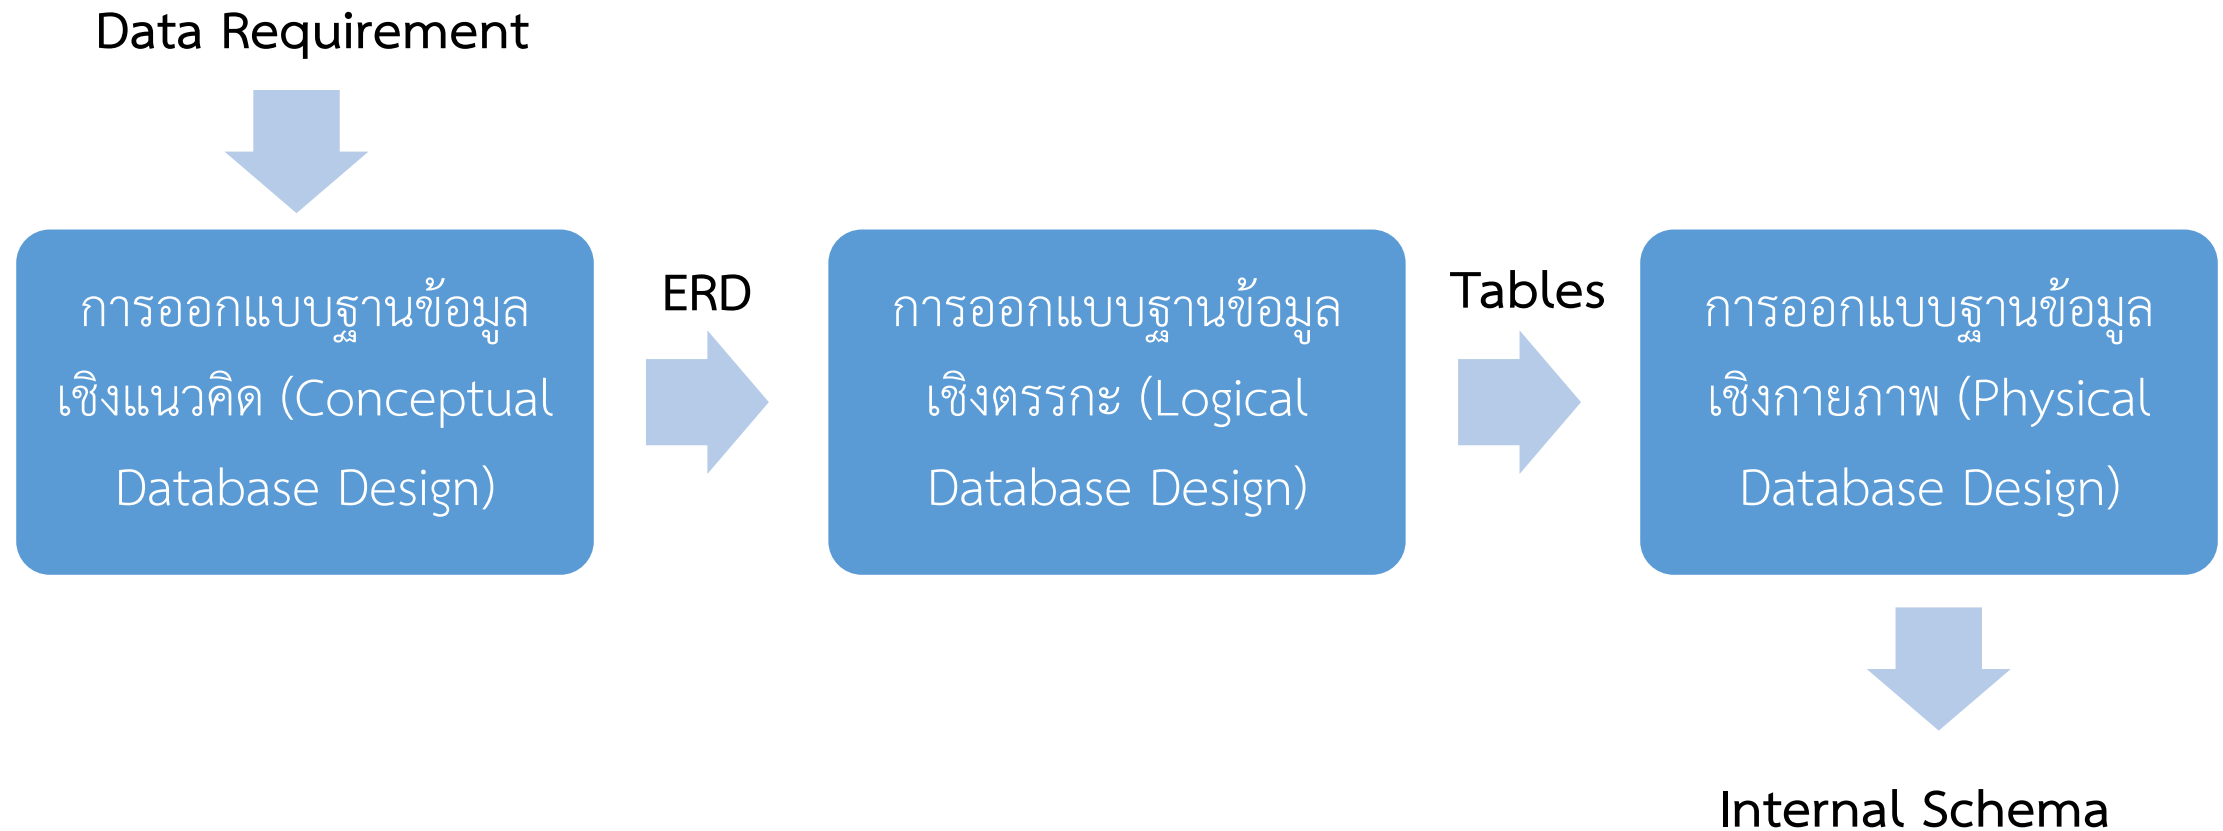 Data Requirement
การออกแบบฐานข้อมูล
เชิงแนวคิด (Conceptual
Database Design)
ERD
การออกแบบฐานข้อมูล
เชิงตรรกะ (Logical
Database Design)
Tables
การออกแบบฐานข้อมูล
เชิงกายภาพ (Physical
Database Design)
Internal Schema